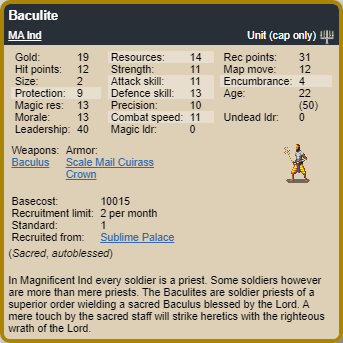 Baculite
MA Ind Unit (cap only)
Gold: 19 Resources: 14 Rec points: 31
Hit points: 12 Strength: 11 Map move: 12
Size: 2 Attack skill: 11 Encumbrance: 4
Protection: 9 Defence skill: 13 Age: 22
Magic res: 13 Precision: 10 (50)
Morale: 13 Combat speed: 11 Undead ldr: 0
Leadership: 40 Magic ldr: 0
Weapons: Armor:
Baculus Scale Mail Cuirass
Crown
Basecost: 10015
Recruitment limit: 2 per month
Standard: 1
Recruited from: Sublime Palace
(Sacred, autoblessed)
In Magnificent Ind every soldier is a priest. Some soldiers however
are more than mere priests. The Baculites are soldier priests of a
superior order wielding a sacred Baculus blessed by the Lord. A
mere touch by the sacred staff will strike heretics with the righteous
wrath of the Lord.